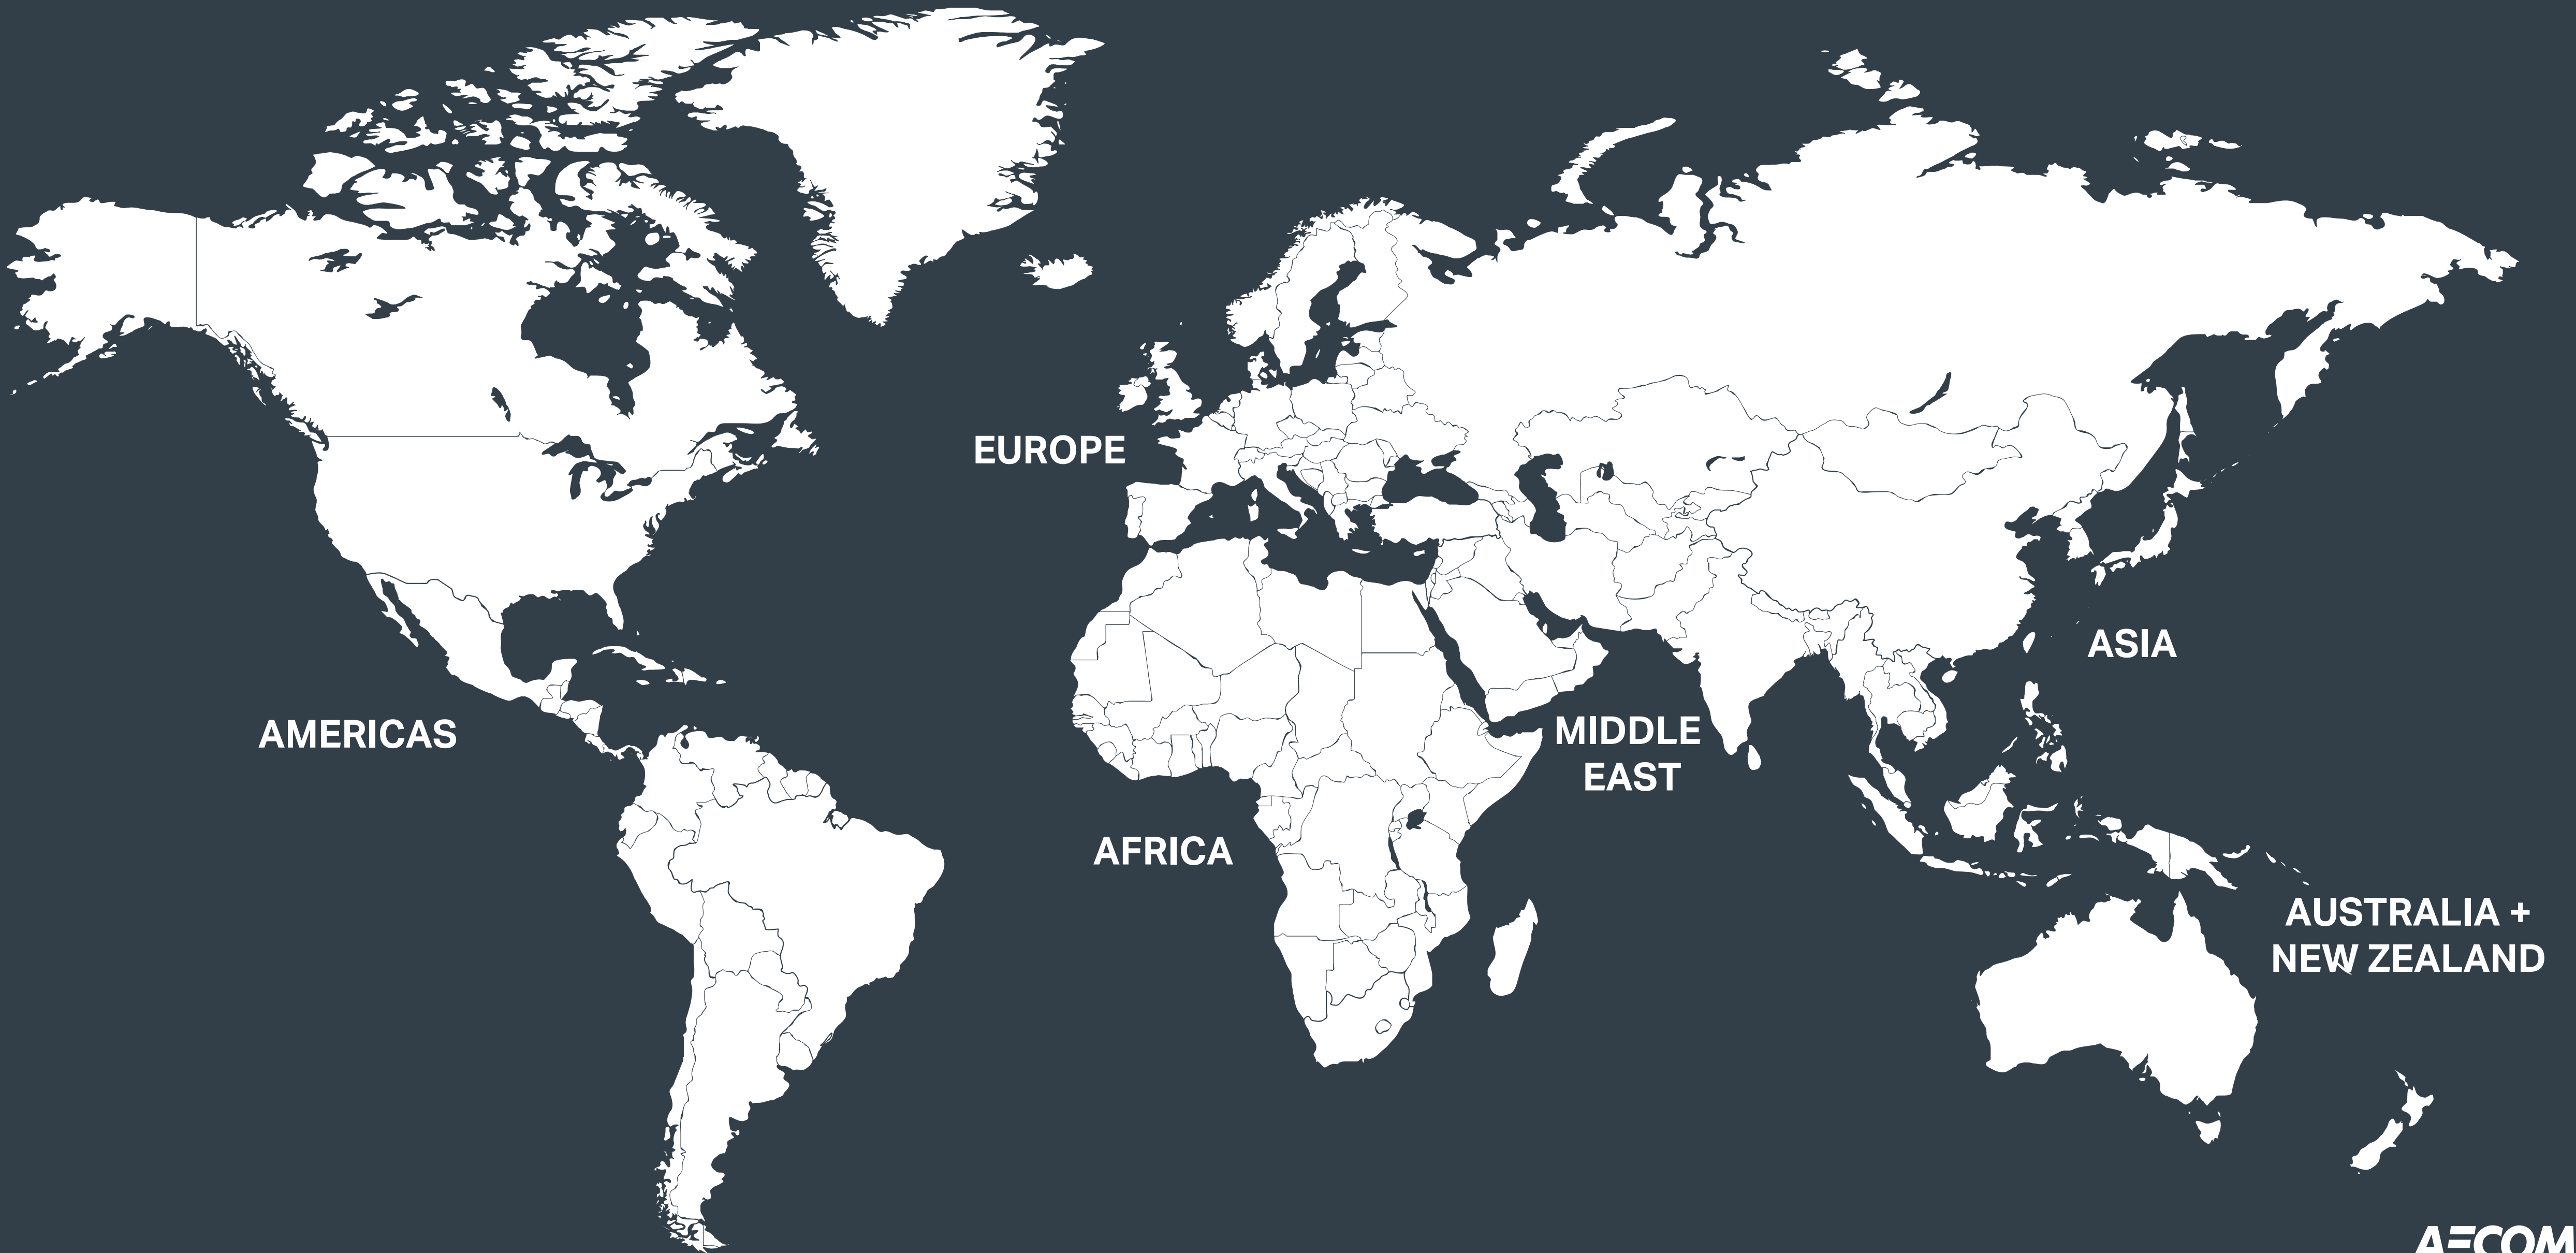 EUROPE
ASIA
AMERICAS
MIDDLE
EAST
AFRICA
AUSTRALIA +
NEW ZEALAND
AECOM